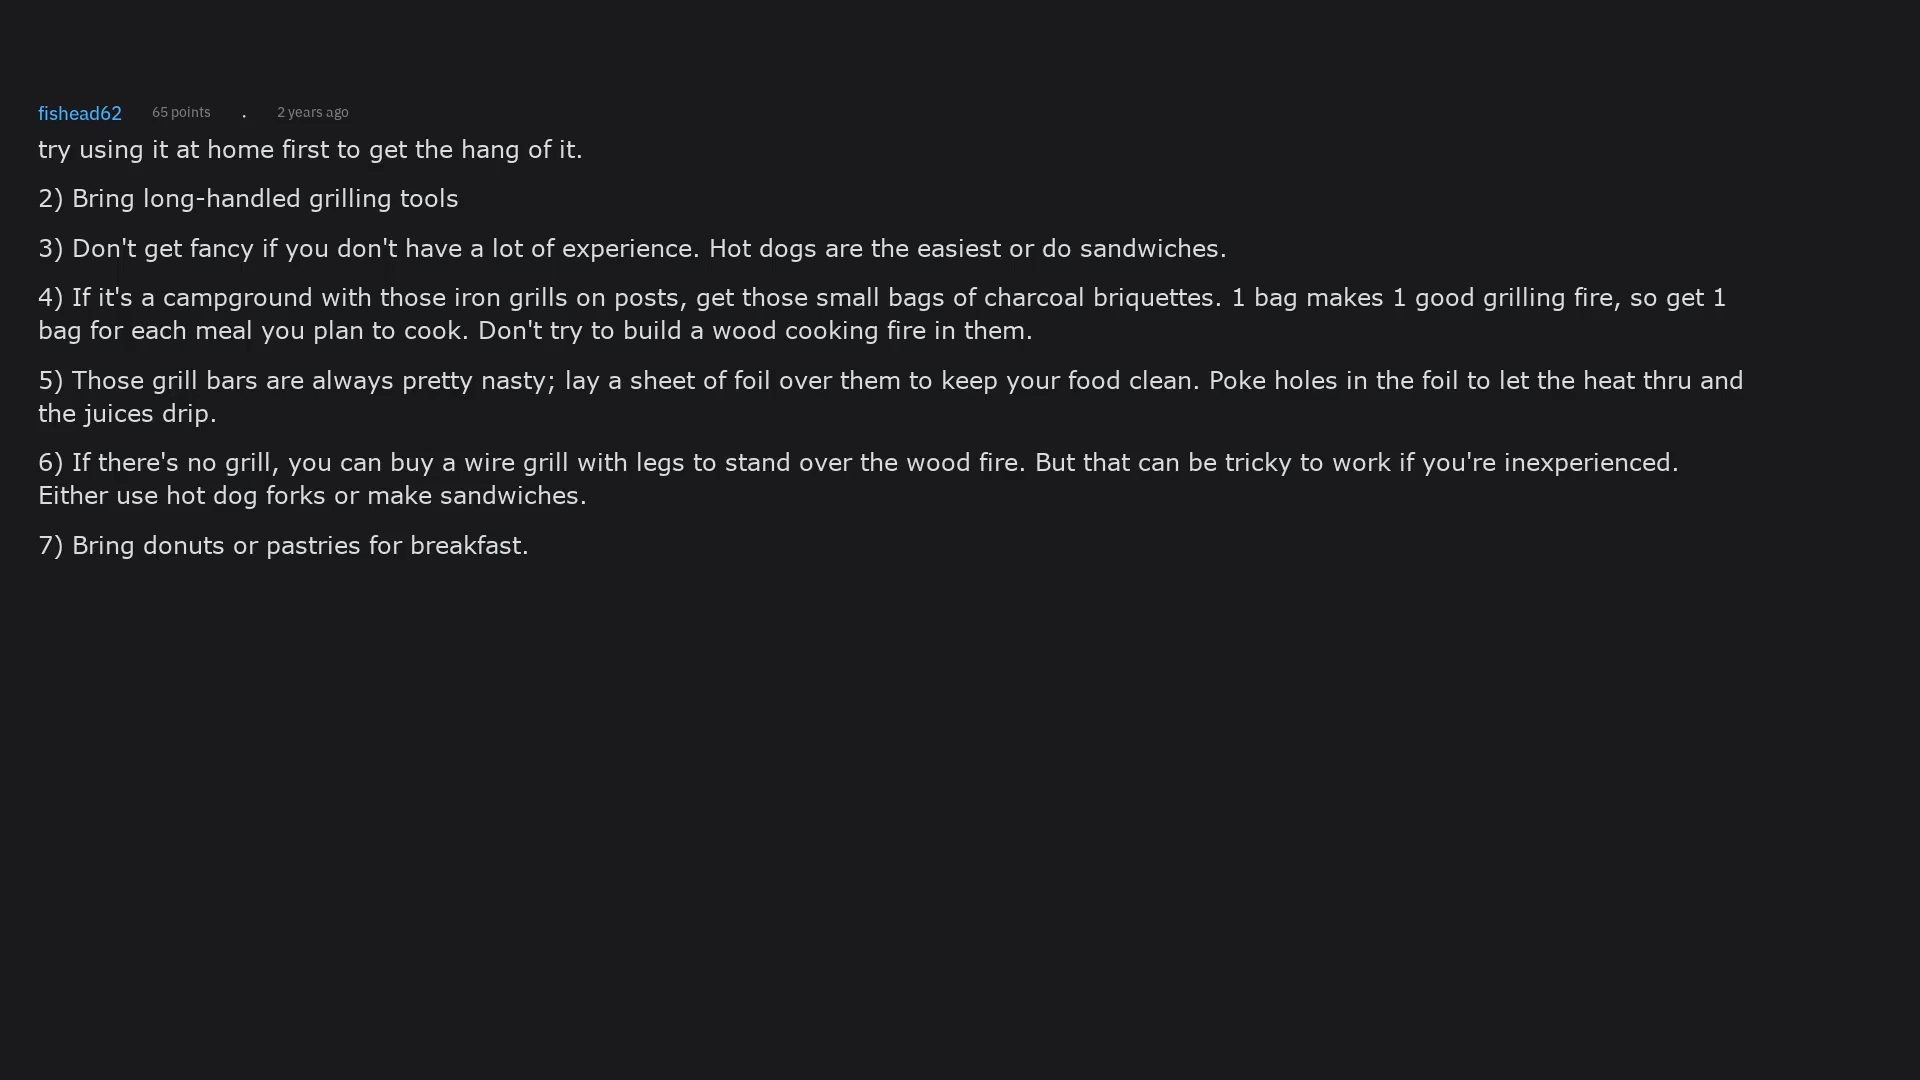 fishead62 65 points . 2 years ago
try using it at home first to get the hang of it.
2) Bring long-handled grilling tools
3) Don't get fancy if you don't have a lot of experience. Hot dogs are the easiest or do sandwiches.
4) If it's a campground with those iron grills on posts, get those small bags of charcoal briquettes. 1 bag makes 1 good grilling fire, so get 1
bag for each meal you plan to cook. Don't try to build a wood cooking fire in them.
5) Those grill bars are always pretty nasty; lay a sheet of foil over them to keep your food clean. Poke holes in the foil to let the heat thru and
the juices drip.
6) If there's no grill, you can buy a wire grill with legs to stand over the wood fire. But that can be tricky to work if you're inexperienced.
Either use hot dog forks or make sandwiches.
7) Bring donuts or pastries for breakfast.